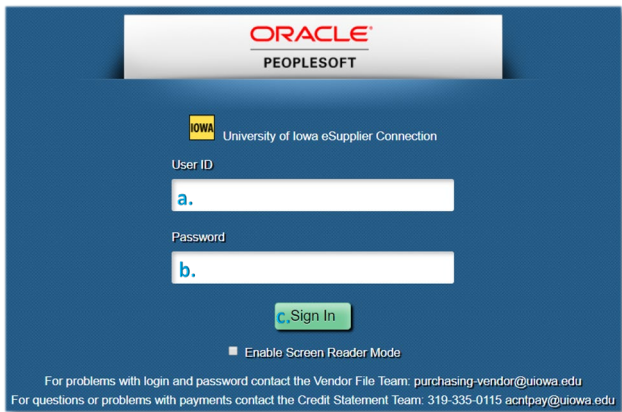 ORACLE
PEOPLESOFT
IOWA University of Iowa eSupplier Connection
User ID
a.
Password
b.
c. Sign In
Enable Screen Reader Mode
For problems with login and password contact the Vendor File Team: purchasing-vendor@uiowa.edu
For questions or problems with payments contact the Credit Statement Team: 319-335-0115 acntpay@uiowa.edu